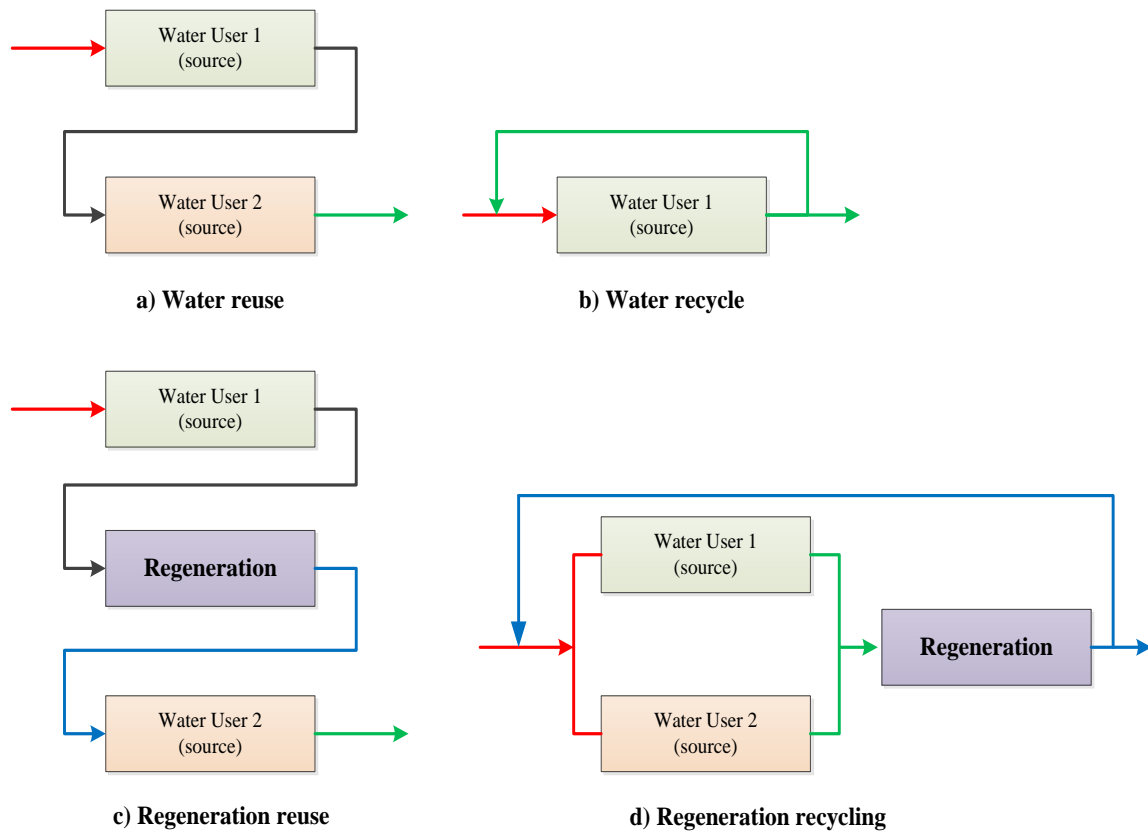 Water User 1
(source)
Water User 2
(source)
a) Water reuse
Water User 1
(source)
b) Water recycle
Water User 1
(source)
Regeneration
Water User 2
(source)
c) Regeneration reuse
Water User 1
(source)
Regeneration
Water User 2
(source)
d) Regeneration recycling